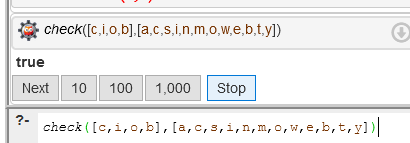 check([c,i,o,b],[a,c,s,i,n,m,o,w,e,b,t,y])
true
Next 10 100 1,000 Stop
?- check([c,i,o,b],[a,c,s,i,n,m,o,w,e,b,t,y])